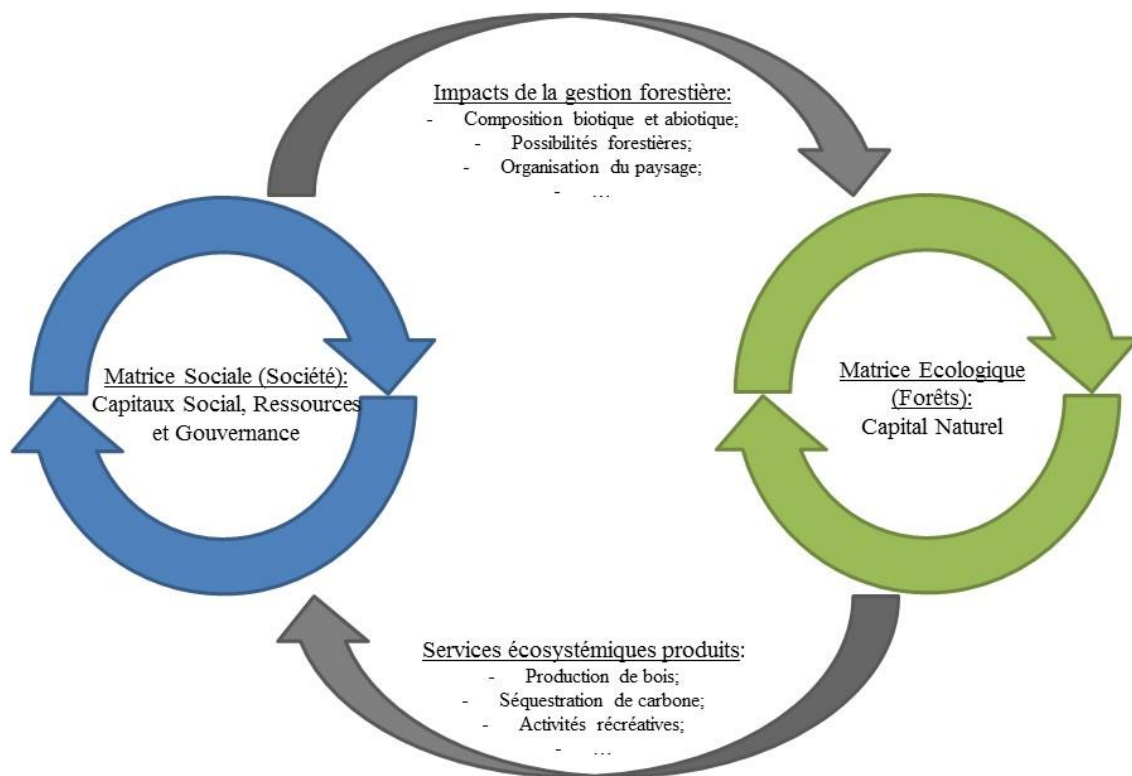 Impacts de la gestion forestière:
- Composition biotique et abiotique;
- Possibilités forestières;
- Organisation du paysage;
- ...
Matrice Sociale (Société):
Capitaux Social, Ressources
et Gouvernance
Matrice Ecologique
(Forêts):
Capital Naturel
Services écosystémiques produits:
- Production de bois;
- Séquestration de carbone;
- Activités récréatives;
- ...